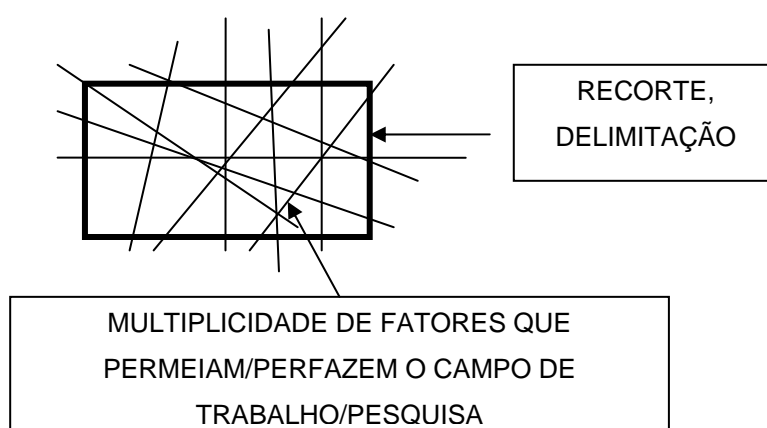 RECORTE,
DELIMITAÇÃO
MULTIPLICIDADE DE FATORES QUE
PERMEIAM/PERFAZEM O CAMPO DE
TRABALHO/PESQUISA